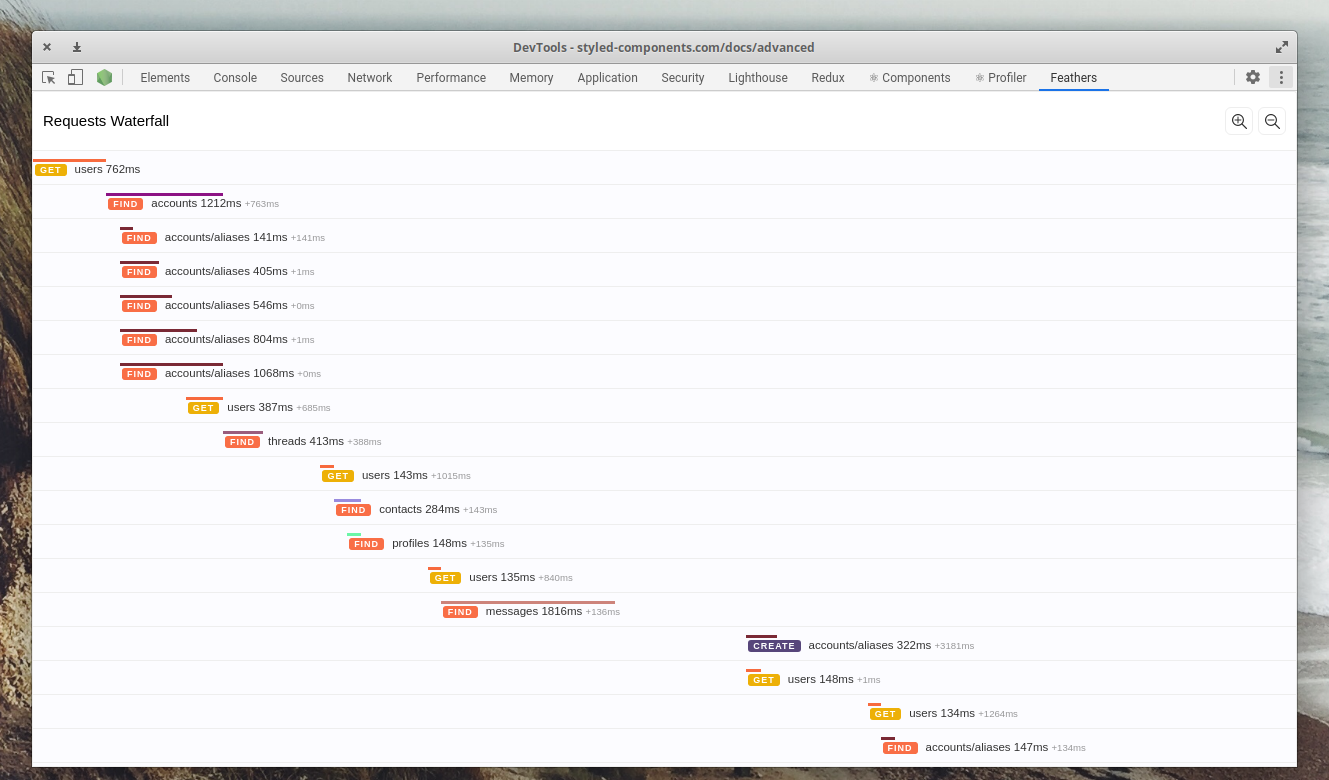 DevTools - styled-components.com/docs/advanced
Elements Console Sources Network Performance Memory Application Security Lighthouse Redux ⚛ Components ⚛ Profiler Feathers
Requests Waterfall
GET users 762ms
FIND accounts 1212ms +763ms
FIND accounts/aliases 141ms +141ms
FIND accounts/aliases 405ms +1ms
FIND accounts/aliases 546ms +0ms
FIND accounts/aliases 804ms +1ms
FIND accounts/aliases 1068ms +0ms
GET users 387ms +685ms
FIND threads 413ms +388ms
GET users 143ms +1015ms
FIND contacts 284ms +143ms
FIND profiles 148ms +135ms
GET users 135ms +840ms
FIND messages 1816ms +136ms
CREATE accounts/aliases 322ms +3181ms
GET users 148ms +1ms
GET users 134ms +1264ms
FIND accounts/aliases 147ms +134ms